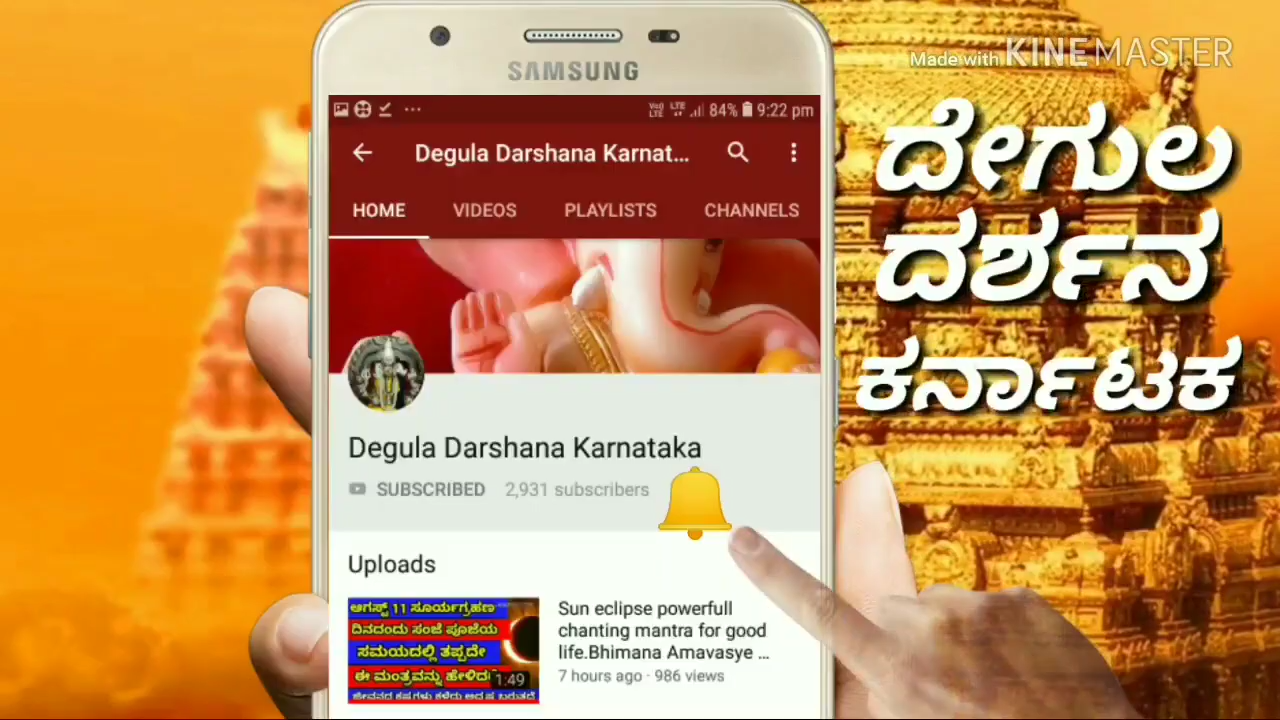 Made with KINEMASTER
SAMSUNG
LTE 84% 9:22 pm
Degula Darshana Karnat...
HOME VIDEOS PLAYLISTS CHANNELS
ದೇಗುಲ
ದರ್ಶನ
ಕರ್ನಾಟಕ
Degula Darshana Karnataka
SUBSCRIBED 2,931 subscribers
Uploads
ಆಗಸ್ಟ್ 11 ಸೂರ್ಯಗ್ರಹಣ
ದಿನದಂದು ಸಂಜೆ ಪೂಜೆಯ
ಸಮಯದಲ್ಲಿ ತಪ್ಪದೇ
ಈ ಮಂತ್ರವನ್ನು
1:49
Sun eclipse powerfull
chanting mantra for good
life.Bhimana Amavasye ...
7 hours ago · 986 views